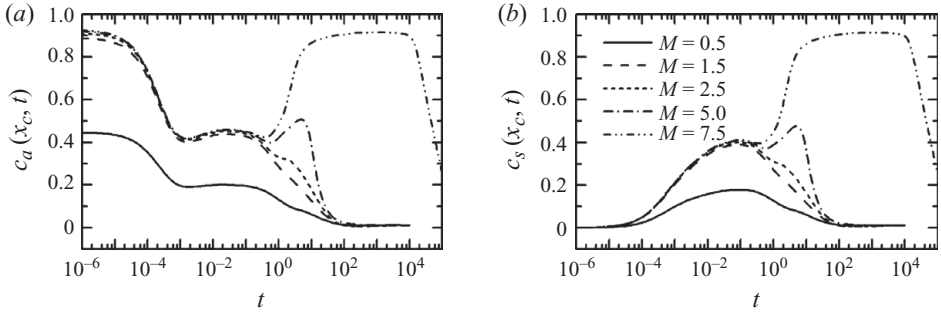 (a)
1.0
0.8
0.6
0.4
0.2
0
c_a (x_c, t)
10^{-6} 10^{-4} 10^{-2} 10^0 10^2 10^4
t
(b)
1.0
0.8
0.6
0.4
0.2
0
c_s (x_c, t)
M = 0.5
M = 1.5
M = 2.5
M = 5.0
M = 7.5
10^{-6} 10^{-4} 10^{-2} 10^0 10^2 10^4
t